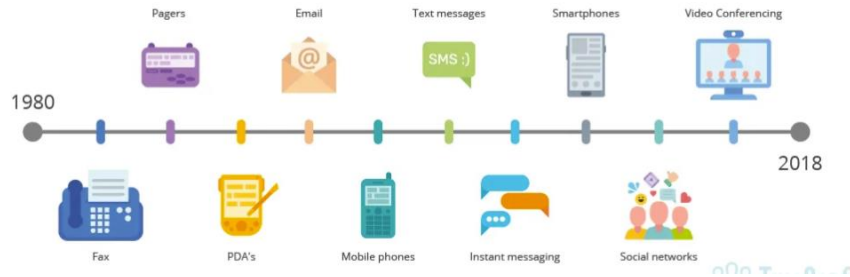 Pagers
Email
Text messages
Smartphones
Video Conferencing
@
SMS :)
1980
2018
Fax
PDA's
Mobile phones
Instant messaging
Social networks